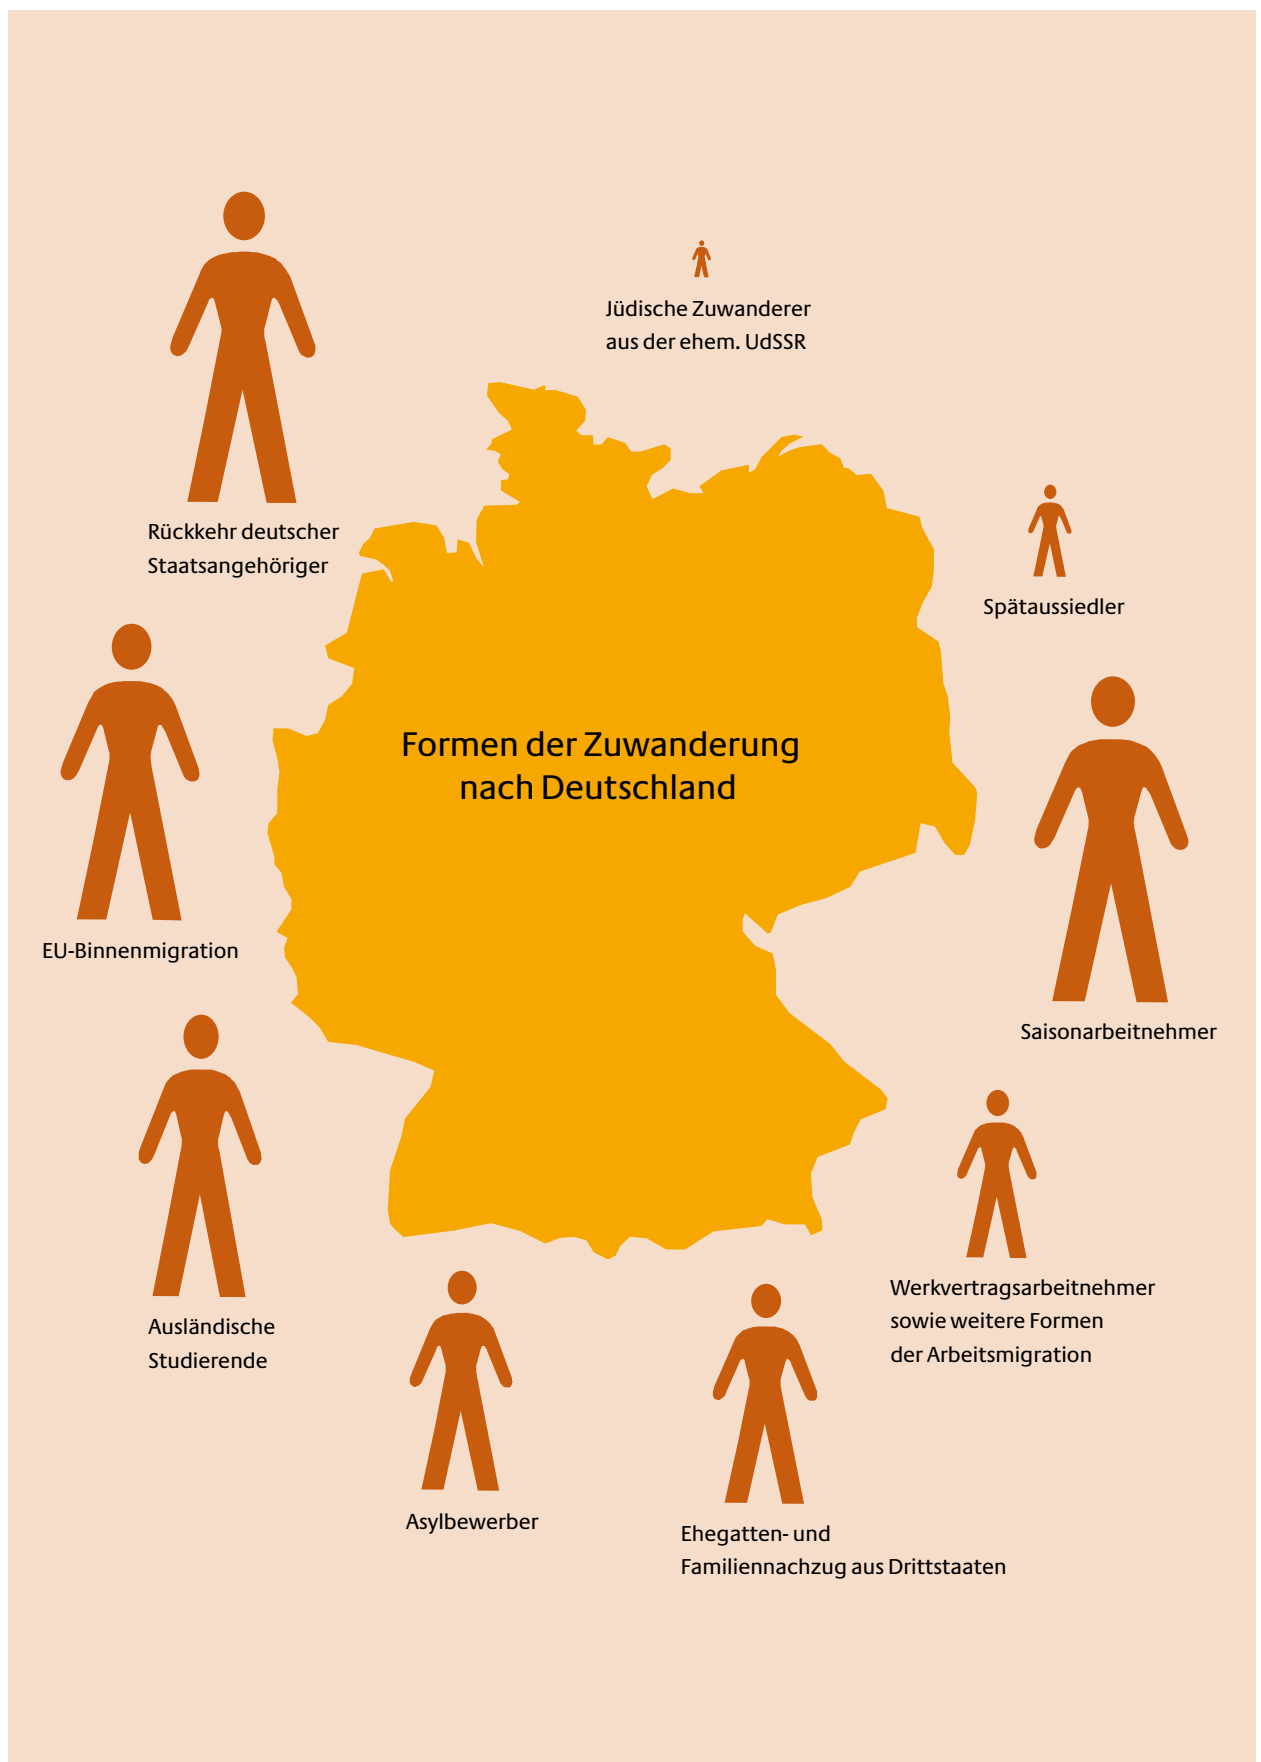 Jüdische Zuwanderer
aus der ehem. UdSSR
Rückkehr deutscher
Staatsangehöriger
Spätaussiedler
Formen der Zuwanderung
nach Deutschland
EU-Binnenmigration
Saisonarbeitnehmer
Werkvertragsarbeitnehmer
sowie weitere Formen
der Arbeitsmigration
Ausländische
Studierende
Asylbewerber
Ehegatten- und
Familiennachzug aus Drittstaaten